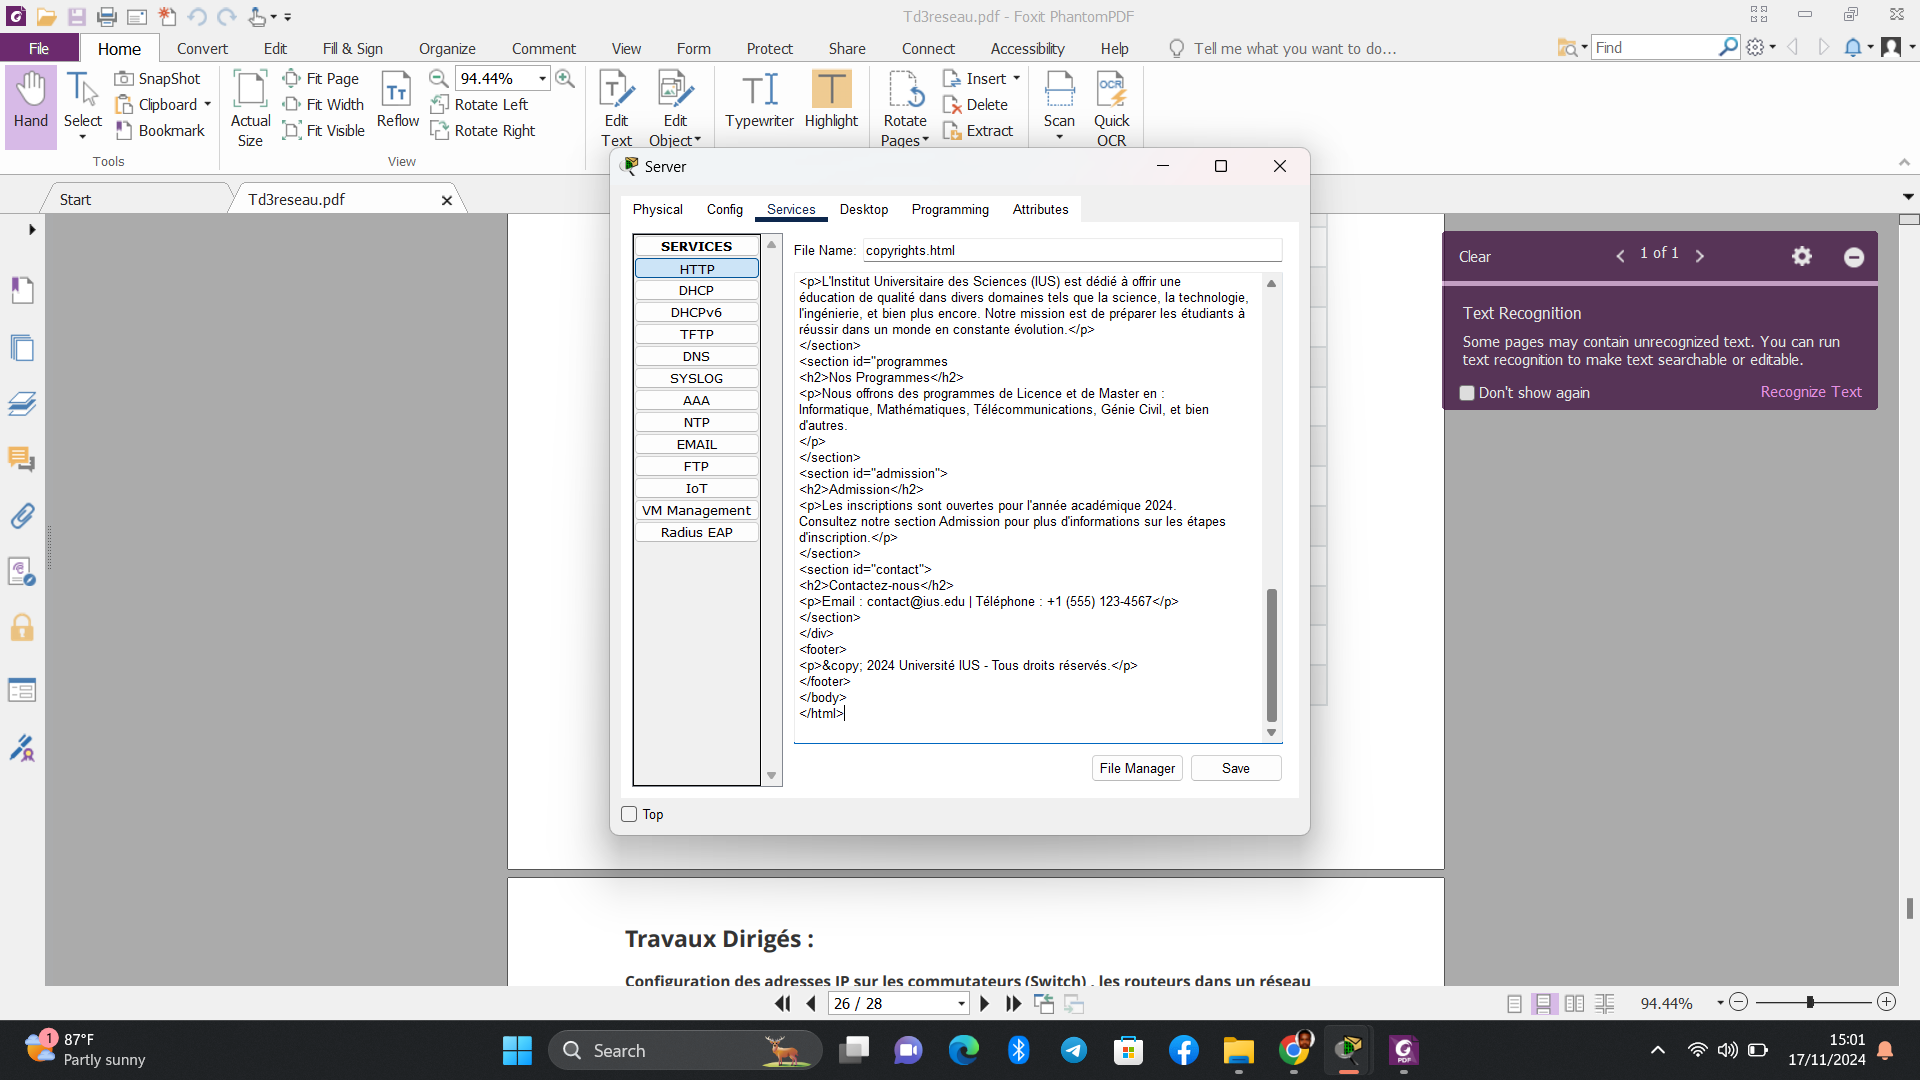 Td3reseau.pdf - Foxit PhantomPDF
File Home Convert Edit Fill & Sign Organize Comment View Form Protect Share Connect Accessibility Help Tell me what you want to do... Find
Hand
Select
SnapShot
Clipboard
Bookmark
Tools
Actual
Size
Fit Page
Fit Width
Fit Visible
Reflow
94.44%
Rotate Left
Rotate Right
View
Edit
Text
Edit
Object
Typewriter
Highlight
Rotate
Pages
Insert
Delete
Extract
Scan
OCR
Quick
OCR
Start
Td3reseau.pdf
Server
Physical Config Services Desktop Programming Attributes
SERVICES
HTTP
DHCP
DHCPv6
TFTP
DNS
SYSLOG
AAA
NTP
EMAIL
FTP
IoT
VM Management
Radius EAP
File Name: copyrights.html
<p>L'Institut Universitaire des Sciences (IUS) est dédié à offrir une
éducation de qualité dans divers domaines tels que la science, la technologie,
l'ingénierie, et bien plus encore. Notre mission est de préparer les étudiants à
réussir dans un monde en constante évolution.</p>
</section>
<section id="programmes
<h2>Nos Programmes</h2>
<p>Nous offrons des programmes de Licence et de Master en :
Informatique, Mathématiques, Télécommunications, Génie Civil, et bien
d'autres.
</p>
</section>
<section id="admission">
<h2>Admission</h2>
<p>Les inscriptions sont ouvertes pour l'année académique 2024.
Consultez notre section Admission pour plus d'informations sur les étapes
d'inscription.</p>
</section>
<section id="contact">
<h2>Contactez-nous</h2>
<p>Email : contact@ius.edu | Téléphone : +1 (555) 123-4567</p>
</section>
</div>
<footer>
<p>&copy; 2024 Université IUS - Tous droits réservés.</p>
</footer>
</body>
</html>
File Manager
Save
Top
Clear
1 of 1
Text Recognition
Some pages may contain unrecognized text. You can run
text recognition to make text searchable or editable.
Don't show again
Recognize Text
Travaux Dirigés :
Configuration des adresses IP sur les commutateurs (Switch) , les routeurs dans un réseau
26 / 28
94.44%
1
87°F
Partly sunny
Search
PDF
15:01
17/11/2024